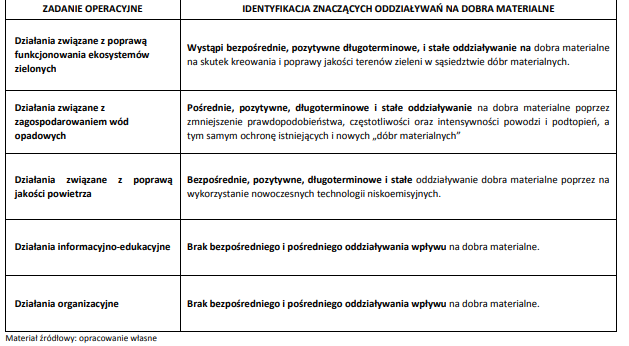 ZADANIE OPERACYJNE
IDENTYFIKACJA ZNACZĄCYCH ODDZIAŁYWAŃ NA DOBRA MATERIALNE
Działania związane z poprawą
funkcjonowania ekosystemów
zielonych
Wystąpi bezpośrednie, pozytywne długoterminowe, i stałe oddziaływanie na dobra materialne
na skutek kreowania i poprawy jakości terenów zieleni w sąsiedztwie dóbr materialnych.
Działania związane z
zagospodarowaniem wód
opadowych
Pośrednie, pozytywne, długoterminowe i stałe oddziaływanie na dobra materialne poprzez
zmniejszenie prawdopodobieństwa, częstotliwości oraz intensywności powodzi i podtopień, a
tym samym ochronę istniejących i nowych „dóbr materialnych”
Działania związane z poprawą
jakości powietrza
Bezpośrednie, pozytywne, długoterminowe i stałe oddziaływanie dobra materialne poprzez na
wykorzystanie nowoczesnych technologii niskoemisyjnych.
Działania informacyjno-edukacyjne
Brak bezpośredniego i pośredniego oddziaływania wpływu na dobra materialne.
Działania organizacyjne
Brak bezpośredniego i pośredniego oddziaływania wpływu na dobra materialne.
Materiał źródłowy: opracowanie własne